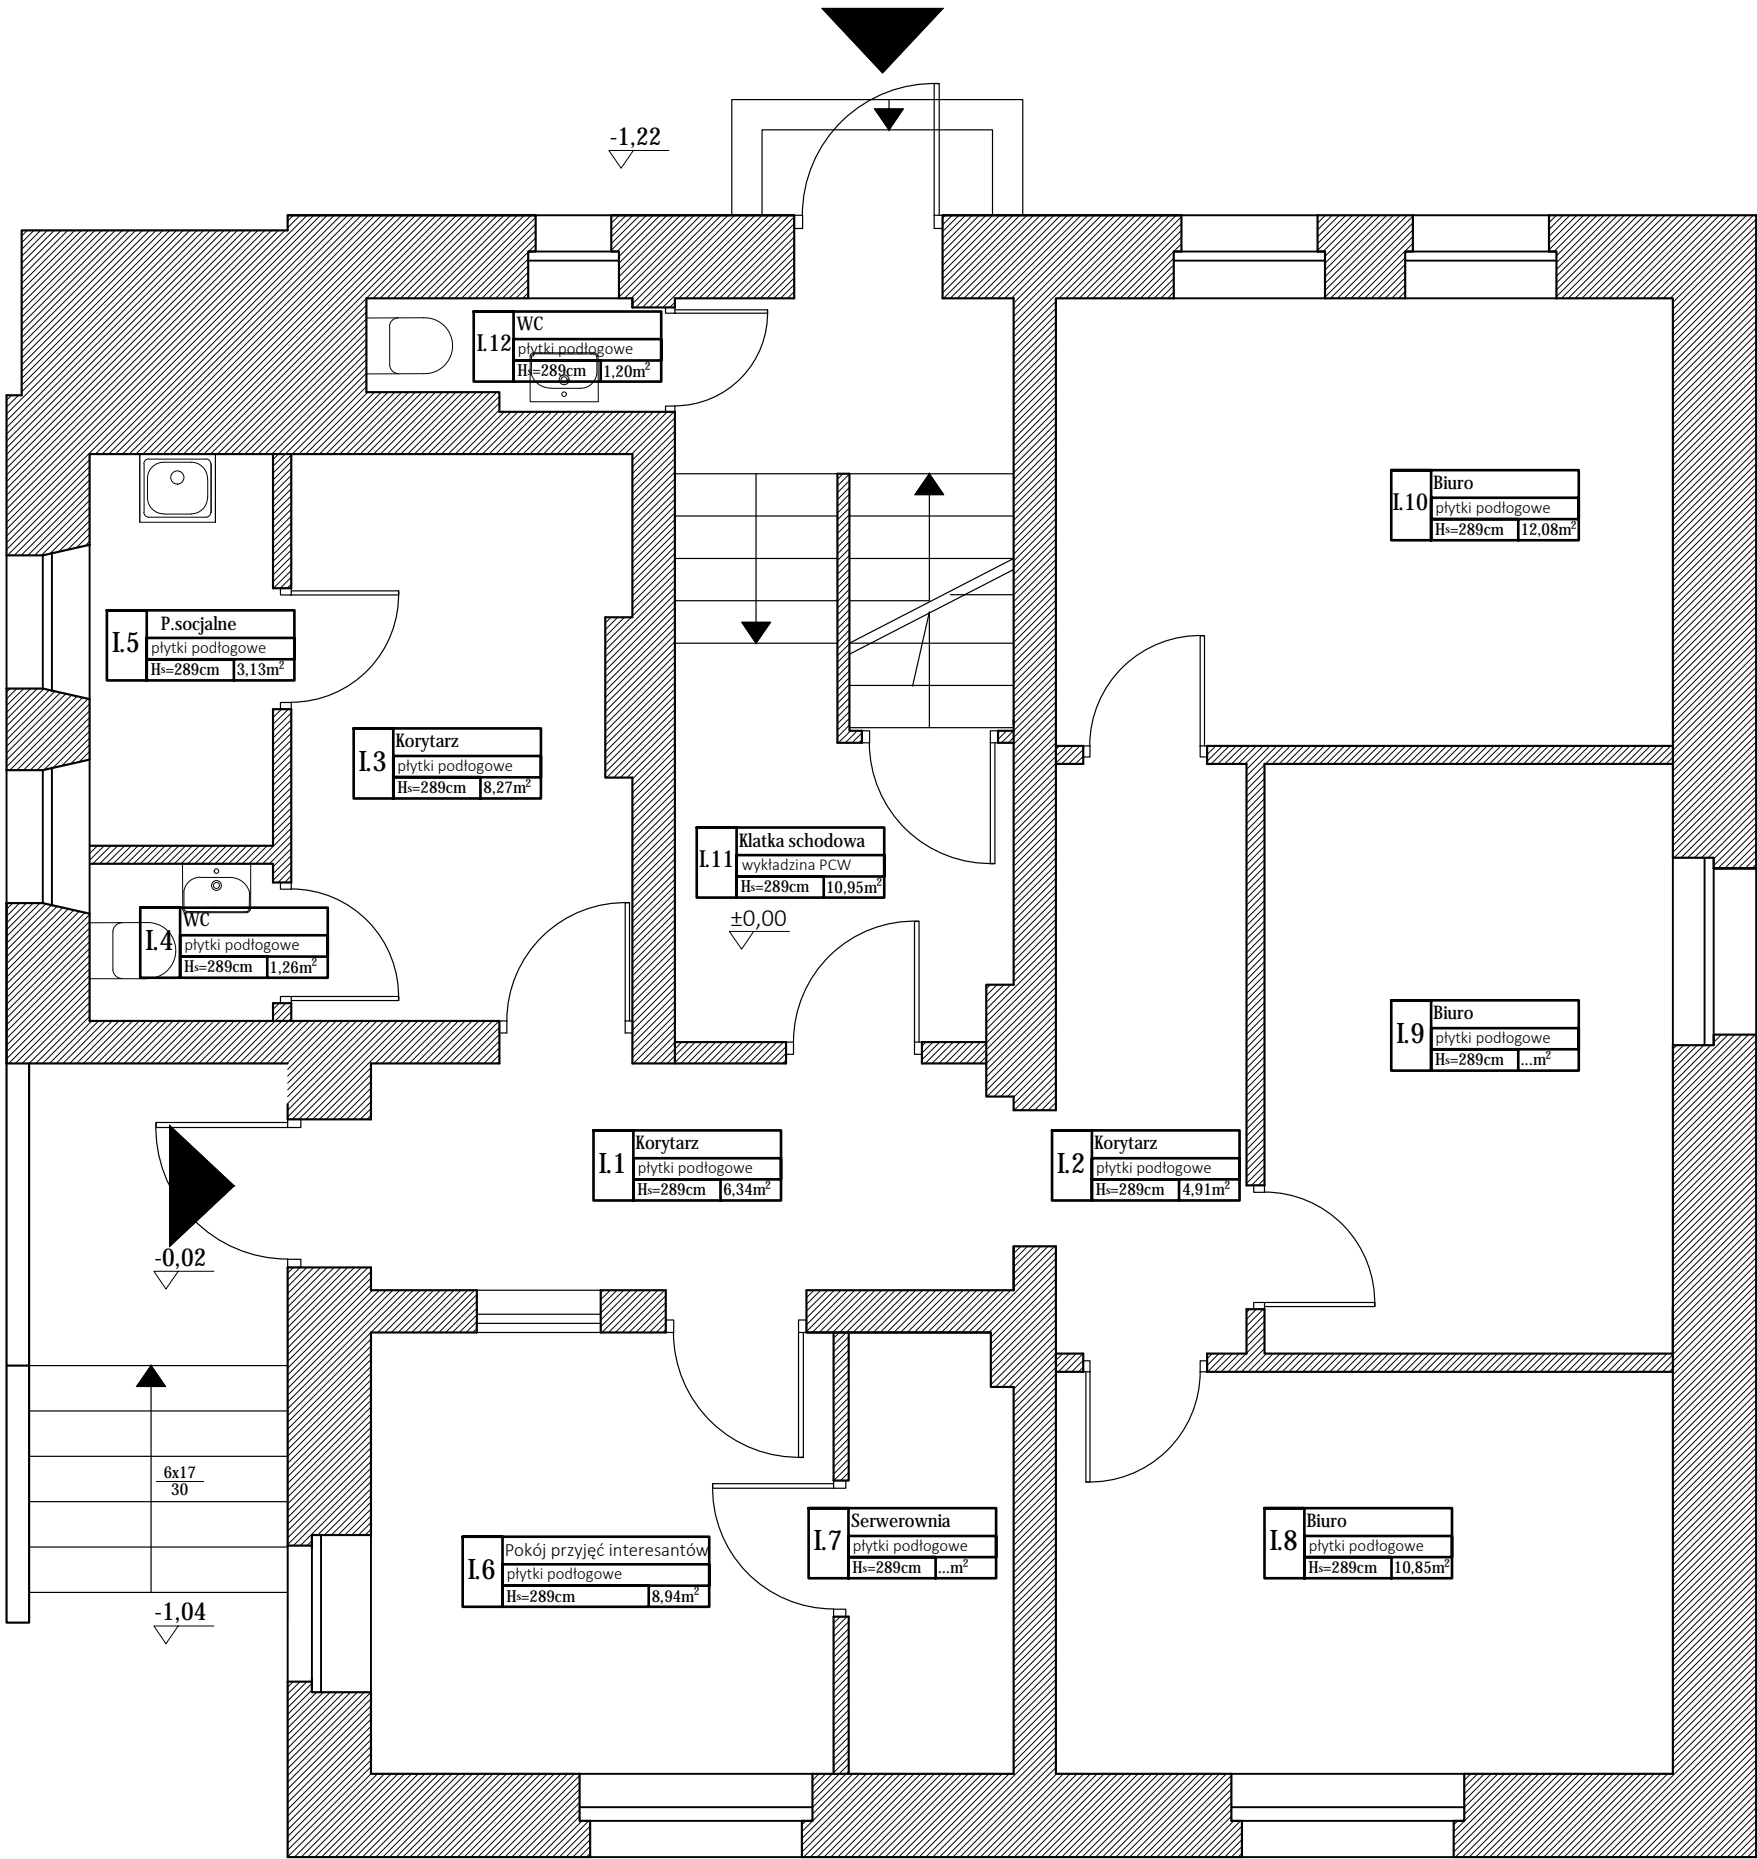 -1,22
I.12
WC
płytki podłogowe
Hs=289cm 1,20m²
I.10
Biuro
płytki podłogowe
Hs=289cm 12,08m²
I.5
P.socjalne
płytki podłogowe
Hs=289cm 3,13m²
I.3
Korytarz
płytki podłogowe
Hs=289cm 8,27m²
I.11
Klatka schodowa
wykładzina PCW
Hs=289cm 10,95m²
±0,00
I.4
WC
płytki podłogowe
Hs=289cm 1,26m²
I.9
Biuro
płytki podłogowe
Hs=289cm ...m²
I.1
Korytarz
płytki podłogowe
Hs=289cm 6,34m²
I.2
Korytarz
płytki podłogowe
Hs=289cm 4,91m²
-0,02
6x17
30
I.6
Pokój przyjęć interesantów
płytki podłogowe
Hs=289cm 8,94m²
I.7
Serwerownia
płytki podłogowe
Hs=289cm ...m²
I.8
Biuro
płytki podłogowe
Hs=289cm 10,85m²
-1,04